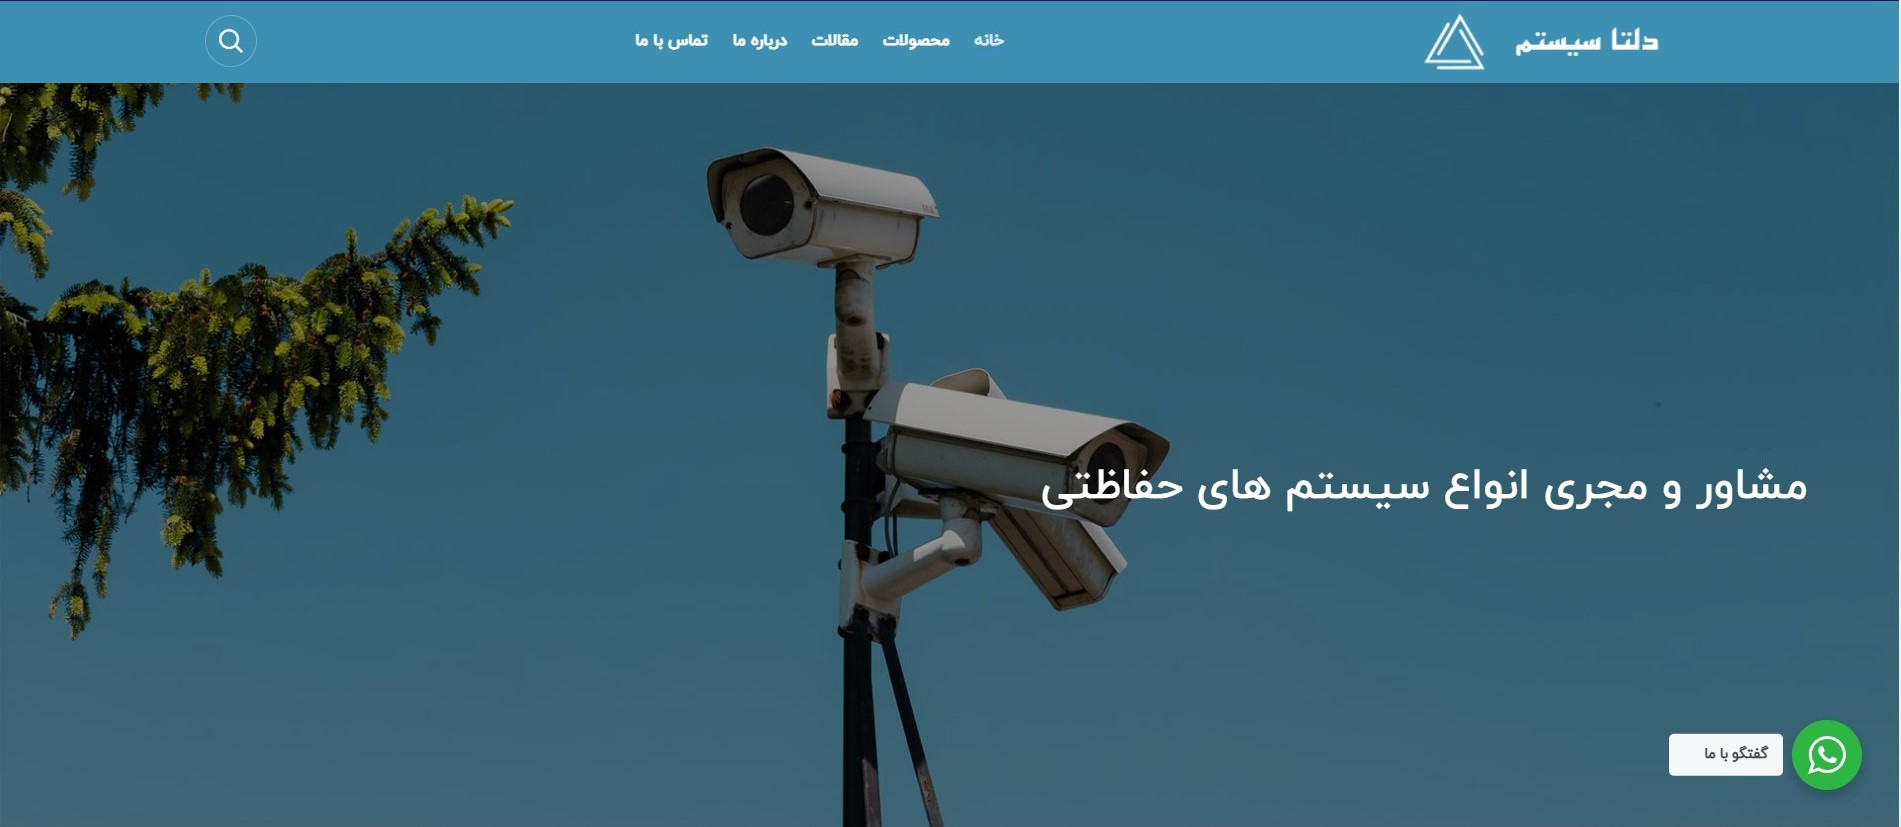 دلتا سیستم
خانه محصولات مقالات درباره ما تماس با ما
مشاور و مجری انواع سیستم های حفاظتی
گفتگو با ما